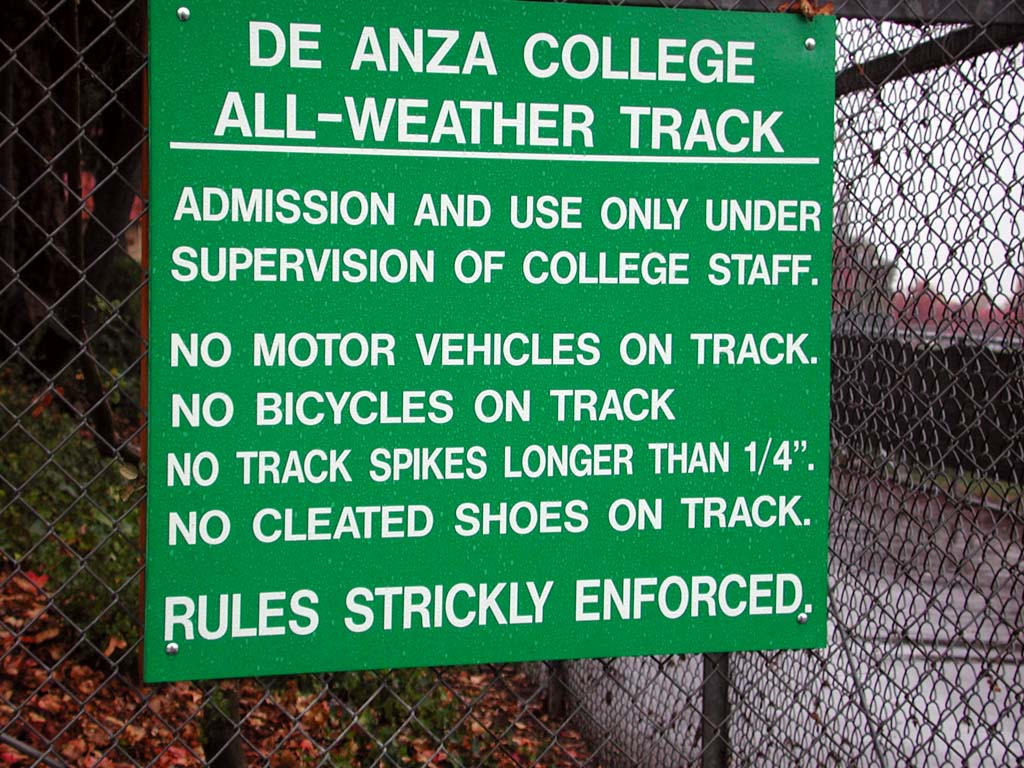 DE ANZA COLLEGE
ALL-WEATHER TRACK
ADMISSION AND USE ONLY UNDER
SUPERVISION OF COLLEGE STAFF.
NO MOTOR VEHICLES ON TRACK.
NO BICYCLES ON TRACK
NO TRACK SPIKES LONGER THAN 1/4”.
NO CLEATED SHOES ON TRACK.
RULES STRICKLY ENFORCED.